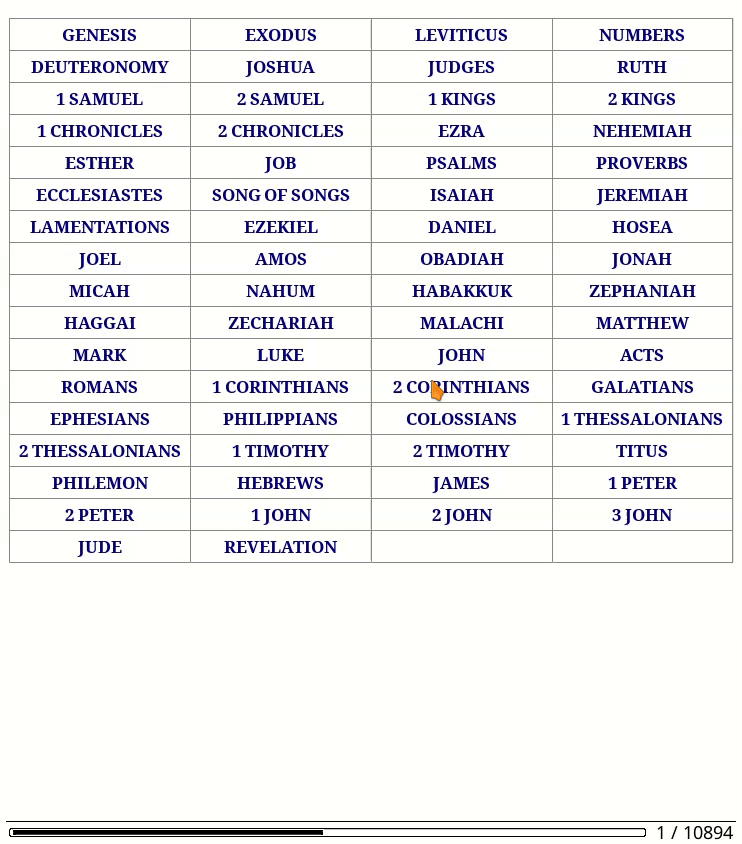 GENESIS EXODUS LEVITICUS NUMBERS
DEUTERONOMY JOSHUA JUDGES RUTH
1 SAMUEL 2 SAMUEL 1 KINGS 2 KINGS
1 CHRONICLES 2 CHRONICLES EZRA NEHEMIAH
ESTHER JOB PSALMS PROVERBS
ECCLESIASTES SONG OF SONGS ISAIAH JEREMIAH
LAMENTATIONS EZEKIEL DANIEL HOSEA
JOEL AMOS OBADIAH JONAH
MICAH NAHUM HABAKKUK ZEPHANIAH
HAGGAI ZECHARIAH MALACHI MATTHEW
MARK LUKE JOHN ACTS
ROMANS 1 CORINTHIANS 2 CORINTHIANS GALATIANS
EPHESIANS PHILIPPIANS COLOSSIANS 1 THESSALONIANS
2 THESSALONIANS 1 TIMOTHY 2 TIMOTHY TITUS
PHILEMON HEBREWS JAMES 1 PETER
2 PETER 1 JOHN 2 JOHN 3 JOHN
JUDE REVELATION
1 / 10894